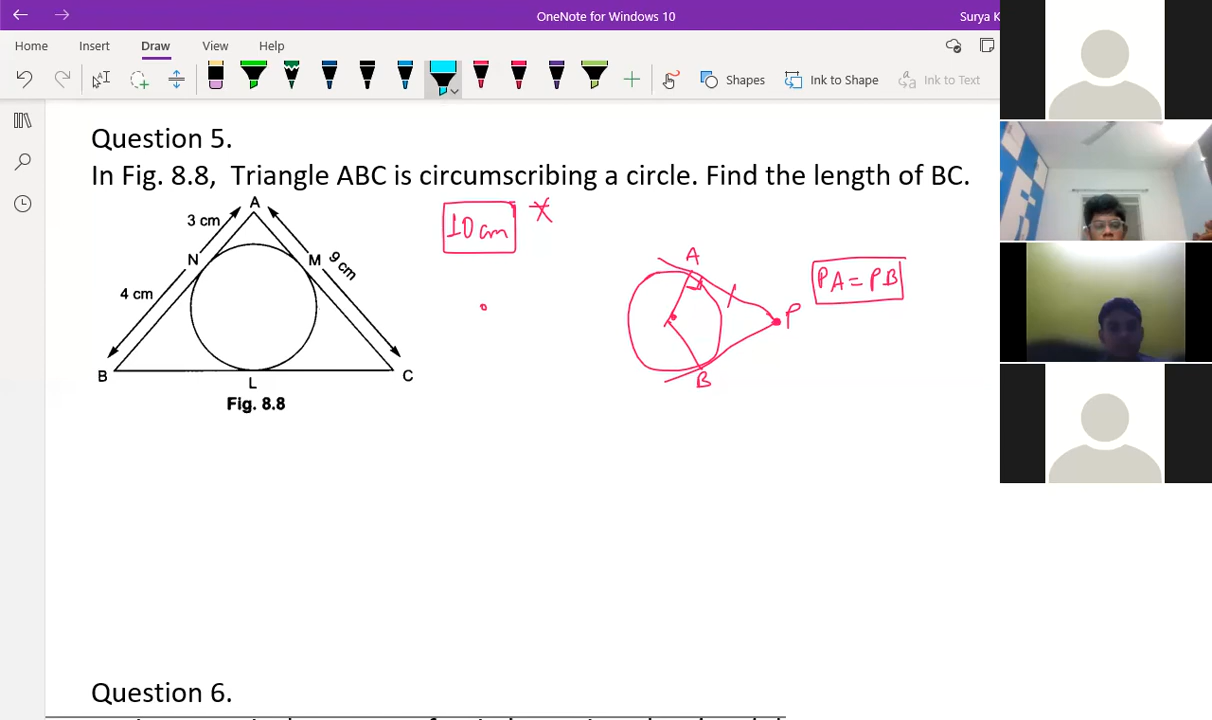 OneNote for Windows 10
Surya K
Home Insert Draw View Help
Shapes Ink to Shape Ink to Text
Question 5.
In Fig. 8.8, Triangle ABC is circumscribing a circle. Find the length of BC.
A
3 cm
10 cm
N M 9 cm
4 cm
B L C
Fig. 8.8
A
PA = PB
P
B
Question 6.